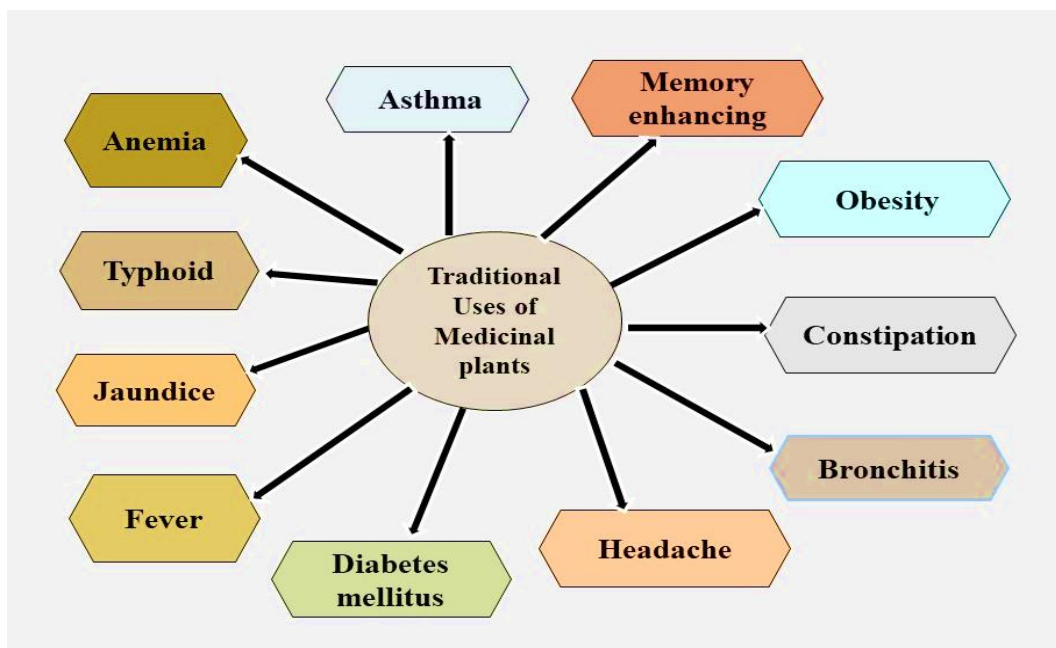 Traditional
Uses of
Medicinal
plants
Asthma
Memory
enhancing
Obesity
Constipation
Bronchitis
Headache
Diabetes
mellitus
Fever
Jaundice
Typhoid
Anemia